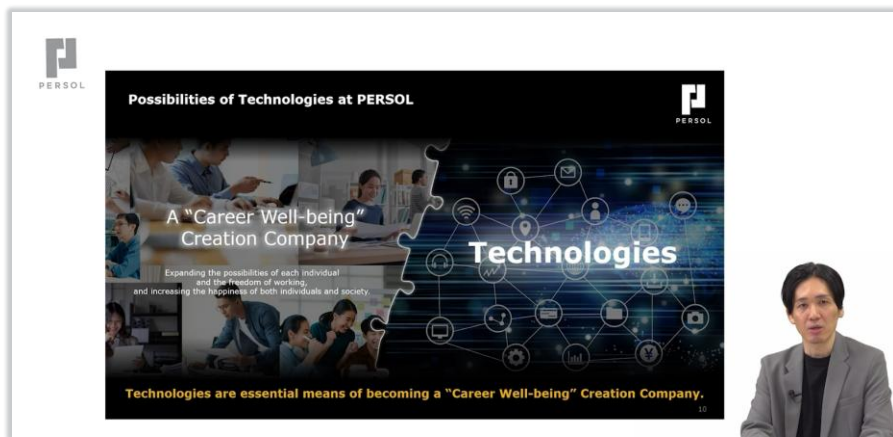 PERSOL
Possibilities of Technologies at PERSOL
PERSOL
A “Career Well-being”
Creation Company
Expanding the possibilities of each individual
and the freedom of working,
and increasing the happiness of both individuals and society.
Technologies
Technologies are essential means of becoming a “Career Well-being” Creation Company.
10